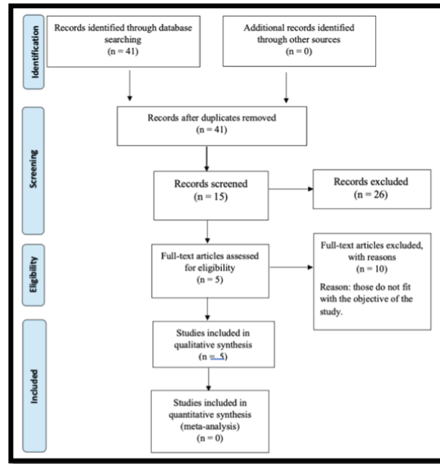 Identification
Records identified through database
searching
(n = 41)
Additional records identified
through other sources
(n = 0)
Records after duplicates removed
(n = 41)
Screening
Records screened
(n = 15)
Records excluded
(n = 26)
Eligibility
Full-text articles assessed
for eligibility
(n = 5)
Full-text articles excluded,
with reasons
(n = 10)
Reason: those do not fit
with the objective of the
study.
Included
Studies included in
qualitative synthesis
(n = 5)
Studies included in
quantitative synthesis
(meta-analysis)
(n = 0)